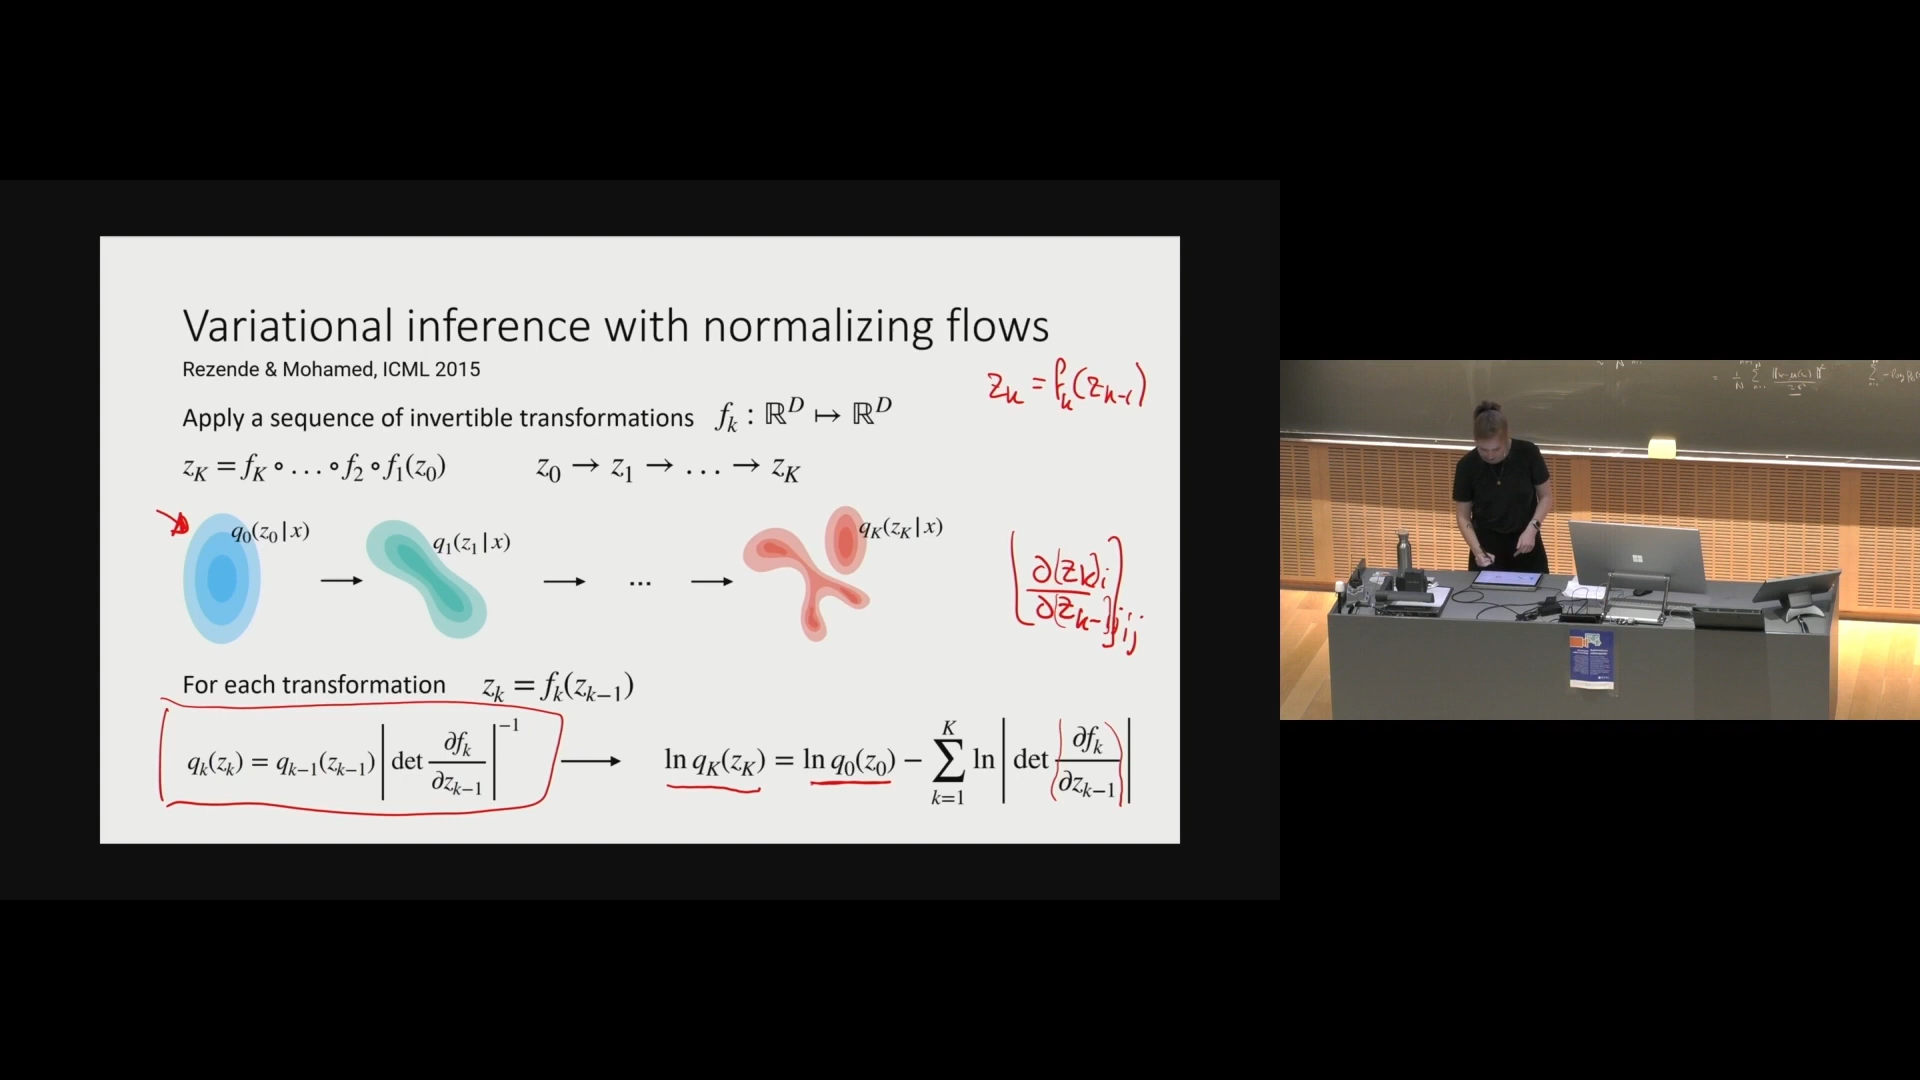 Variational inference with normalizing flows
Rezende & Mohamed, ICML 2015
z_k = f_k(z_{k-1})
Apply a sequence of invertible transformations f_k : ℝ^D ↦ ℝ^D
z_K = f_K ∘ . . . ∘ f_2 ∘ f_1(z_0) z_0 → z_1 → . . . → z_K
q_0(z_0|x) q_1(z_1|x) ... q_K(z_K|x)
[∂(z_k)_i / ∂(z_{k-1})_j]_{ij}
For each transformation z_k = f_k(z_{k−1})
q_k(z_k) = q_{k−1}(z_{k−1}) |det ∂f_k/∂z_{k−1}|^{−1} → ln q_K(z_K) = ln q_0(z_0) − ∑_{k=1}^{K} ln |det ∂f_k/∂z_{k−1}|